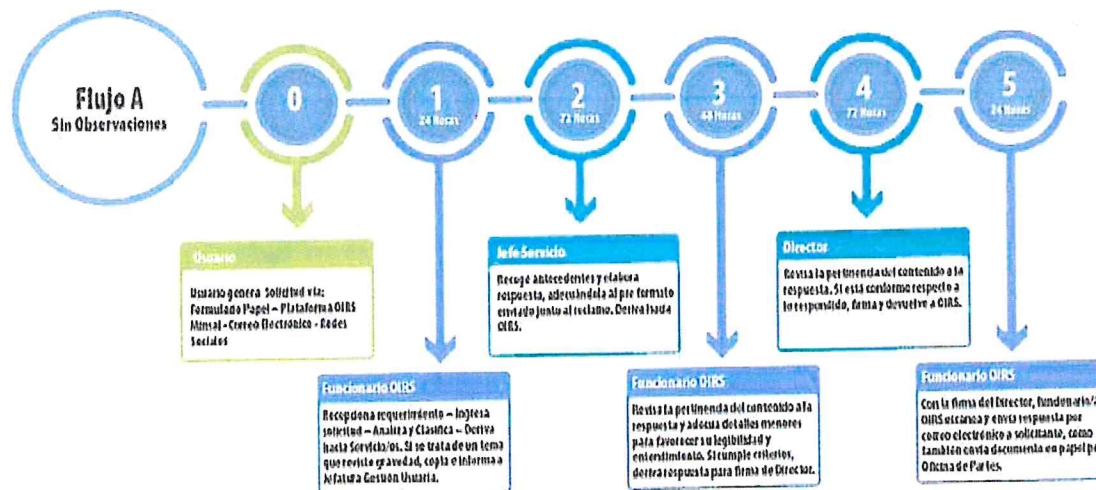 Flujo A
Sin Observaciones
0
1
24 Horas
2
72 Horas
3
48 Horas
4
72 Horas
5
24 Horas
Usuario
Usuario genera Solicitud vía:
Formulario Papel – Plataforma OIRS
Minsal - Correo Electrónico - Redes
Sociales
Funcionario OIRS
Recepciona requerimiento – Ingresa
solicitud – Analiza y Clasifica – Deriva
hacia Servicio/os. Si se trata de un tema
que reviste gravedad, copia e informa a
Jefatura Gestión Usuaria.
Jefe Servicio
Recoge antecedentes y elabora
respuesta, adecuándola al pre formato
enviado junto al reclamo. Deriva hacia
OIRS.
Funcionario OIRS
Revisa la pertinencia del contenido a la
respuesta y adecua detalles menores
para favorecer su legibilidad y
entendimiento. Si cumple criterios,
deriva respuesta para firma de Director.
Director
Revisa la pertinencia del contenido a la
respuesta. Si está conforme respecto a
lo respondido, firma y devuelve a OIRS.
Funcionario OIRS
Con la firma del Director, funcionario/a
OIRS escanea y envía respuesta por
correo electrónico a solicitante, como
también envía documento en papel por
Oficina de Partes.